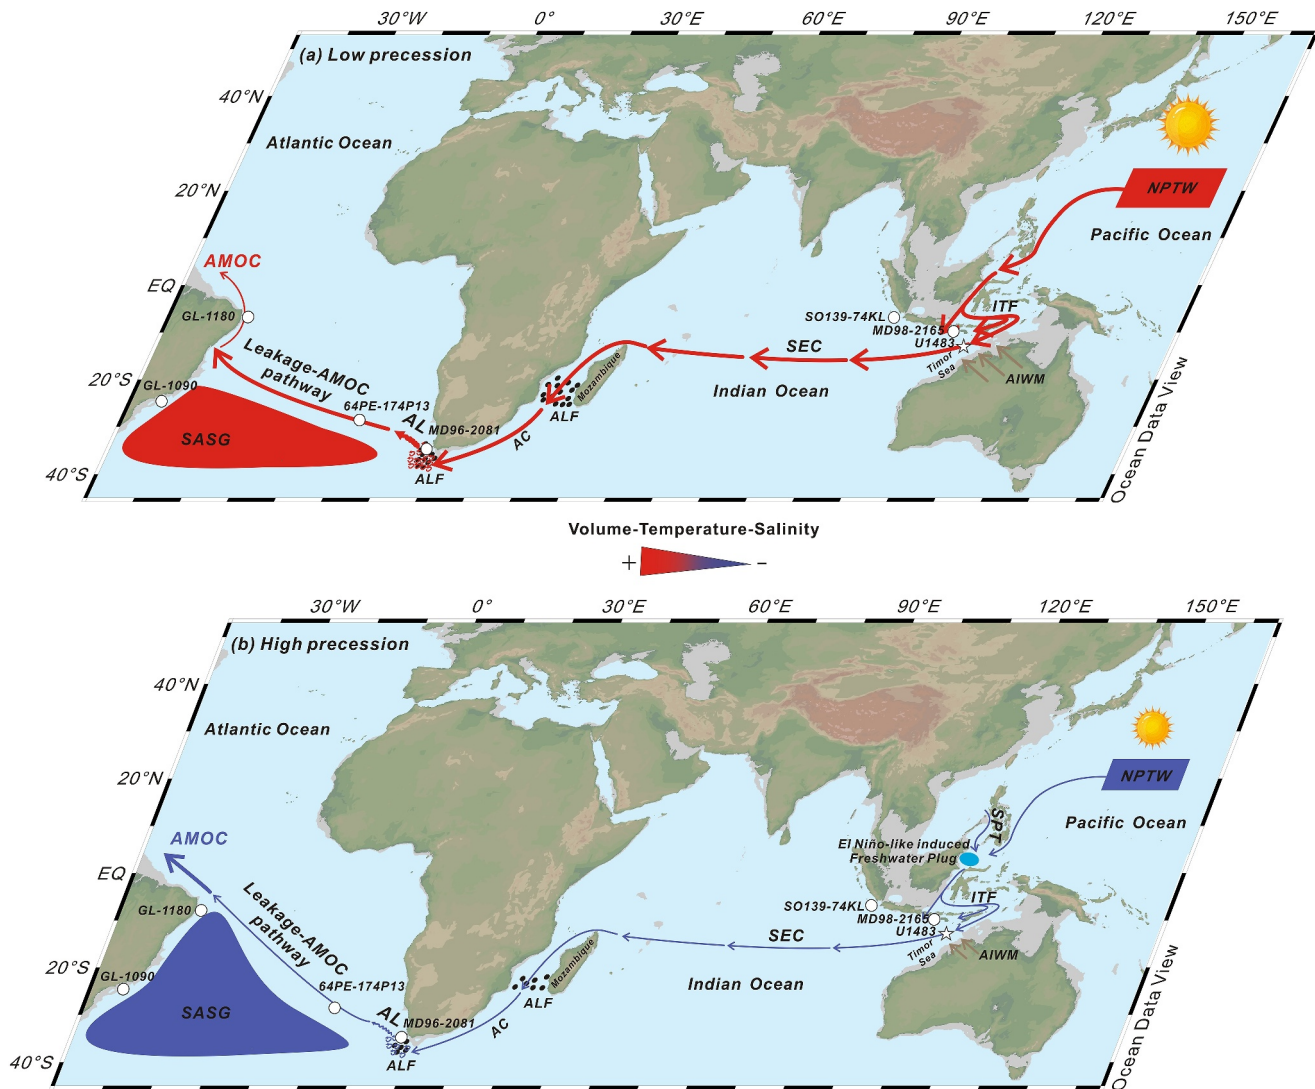 30°W 0° 30°E 60°E 90°E 120°E 150°E
(a) Low precession
40°N
Atlantic Ocean
20°N
NPTW
Pacific Ocean
AMOC
EQ
GL-1180
SO139-74KL
ITF
MD98-2165
U1483
Leakage-AMOC
pathway
SEC
Timor
Sea
AIWM
Mozambique
Indian Ocean
20°S
GL-1090
64PE-174P13
AL
MD96-2081
ALF
AC
SASG
ALF
40°S
Ocean Data View
Volume-Temperature-Salinity
+ –
30°W 0° 30°E 60°E 90°E 120°E 150°E
(b) High precession
40°N
Atlantic Ocean
20°N
NPTW
SPT
Pacific Ocean
AMOC
El Niño-like induced
Freshwater Plug
EQ
GL-1180
SO139-74KL
ITF
MD98-2165
U1483
Leakage-AMOC
pathway
SEC
Timor
Sea
AIWM
Mozambique
Indian Ocean
20°S
GL-1090
64PE-174P13
AL
MD96-2081
ALF
AC
SASG
ALF
40°S
Ocean Data View